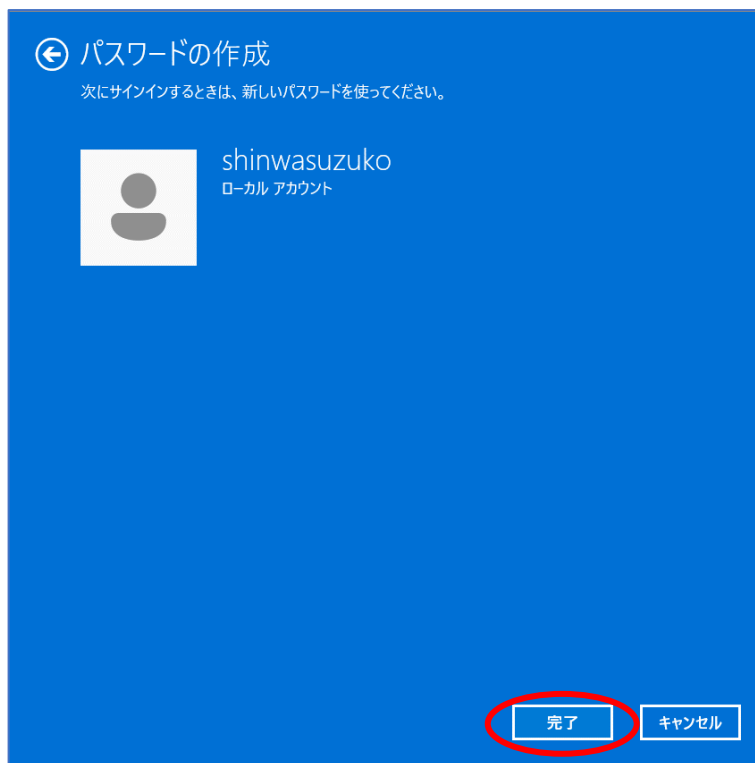 パスワードの作成
次にサインインするときは、新しいパスワードを使ってください。
shinwasuzuko
ローカル アカウント
完了
キャンセル